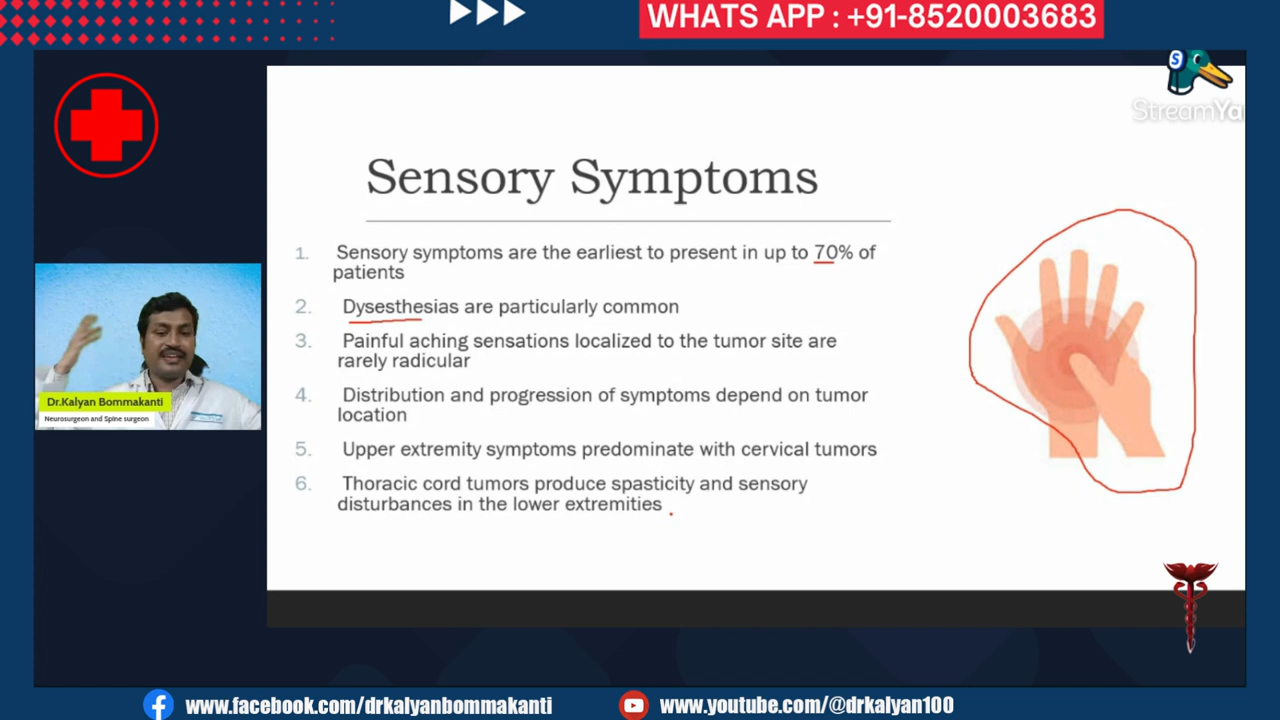 WHATS APP : +91-8520003683
StreamYa
Sensory Symptoms
1. Sensory symptoms are the earliest to present in up to 70% of
patients
2. Dysesthesias are particularly common
3. Painful aching sensations localized to the tumor site are
rarely radicular
4. Distribution and progression of symptoms depend on tumor
location
5. Upper extremity symptoms predominate with cervical tumors
6. Thoracic cord tumors produce spasticity and sensory
disturbances in the lower extremities
Dr.Kalyan Bommakanti
Neurosurgeon and Spine surgeon
www.facebook.com/drkalyanbommakanti
www.youtube.com/@drkalyan100